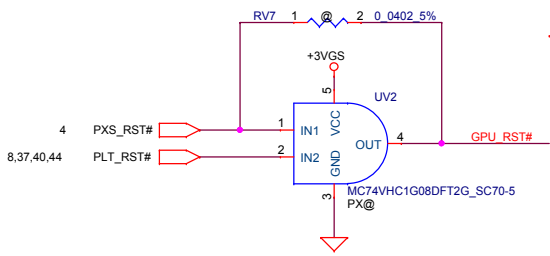 RV7 1 @ 2 0_0402_5%
+3VGS
5
UV2
VCC
4 PXS_RST# 1 IN1
OUT 4 GPU_RST#
8,37,40,44 PLT_RST# 2 IN2
GND
3
MC74VHC1G08DFT2G_SC70-5
PX@